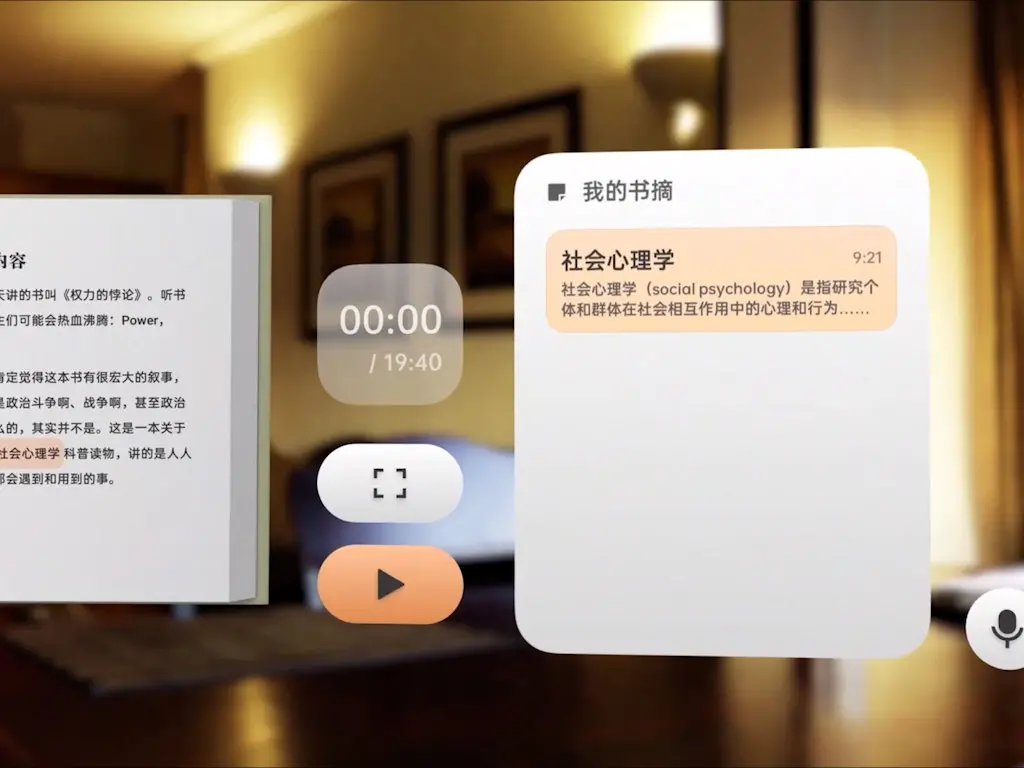 内容
天讲的书叫《权力的悖论》。听书
生们可能会热血沸腾：Power，
肯定觉得这本书有很宏大的叙事，
是政治斗争啊、战争啊，甚至政治
么的，其实并不是。这是一本关于
社会心理学 科普读物，讲的是人人
都会遇到和用到的事。
00:00
/ 19:40
我的书摘
社会心理学
9:21
社会心理学（social psychology）是指研究个
体和群体在社会相互作用中的心理和行为……